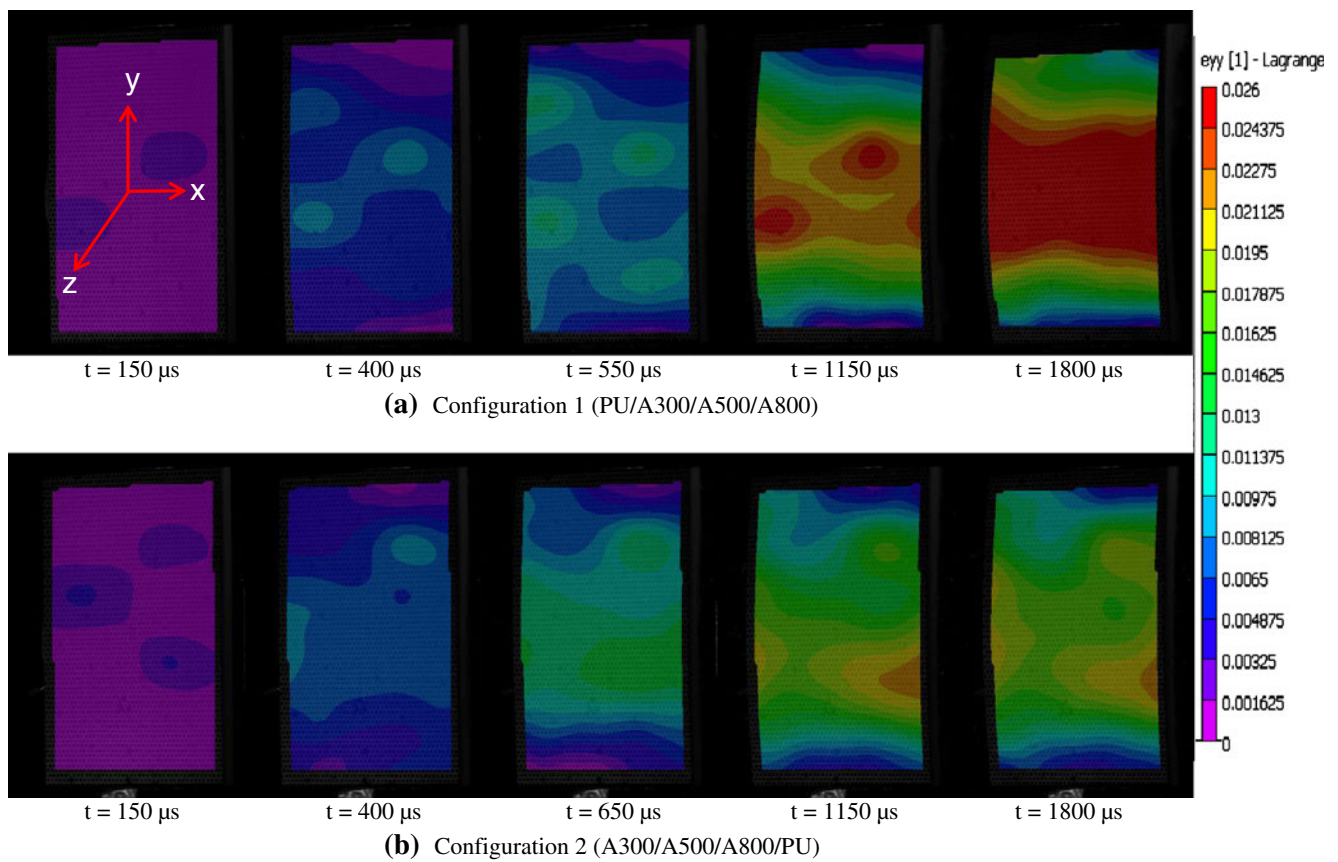 y
x
z
eyy [1] - Lagrange
0.026
0.024375
0.02275
0.021125
0.0195
0.017875
0.01625
0.014625
0.013
0.011375
0.00975
0.008125
0.0065
0.004875
0.00325
0.001625
0
t = 150 µs
t = 400 µs
t = 550 µs
t = 1150 µs
t = 1800 µs
(a) Configuration 1 (PU/A300/A500/A800)
t = 150 µs
t = 400 µs
t = 650 µs
t = 1150 µs
t = 1800 µs
(b) Configuration 2 (A300/A500/A800/PU)